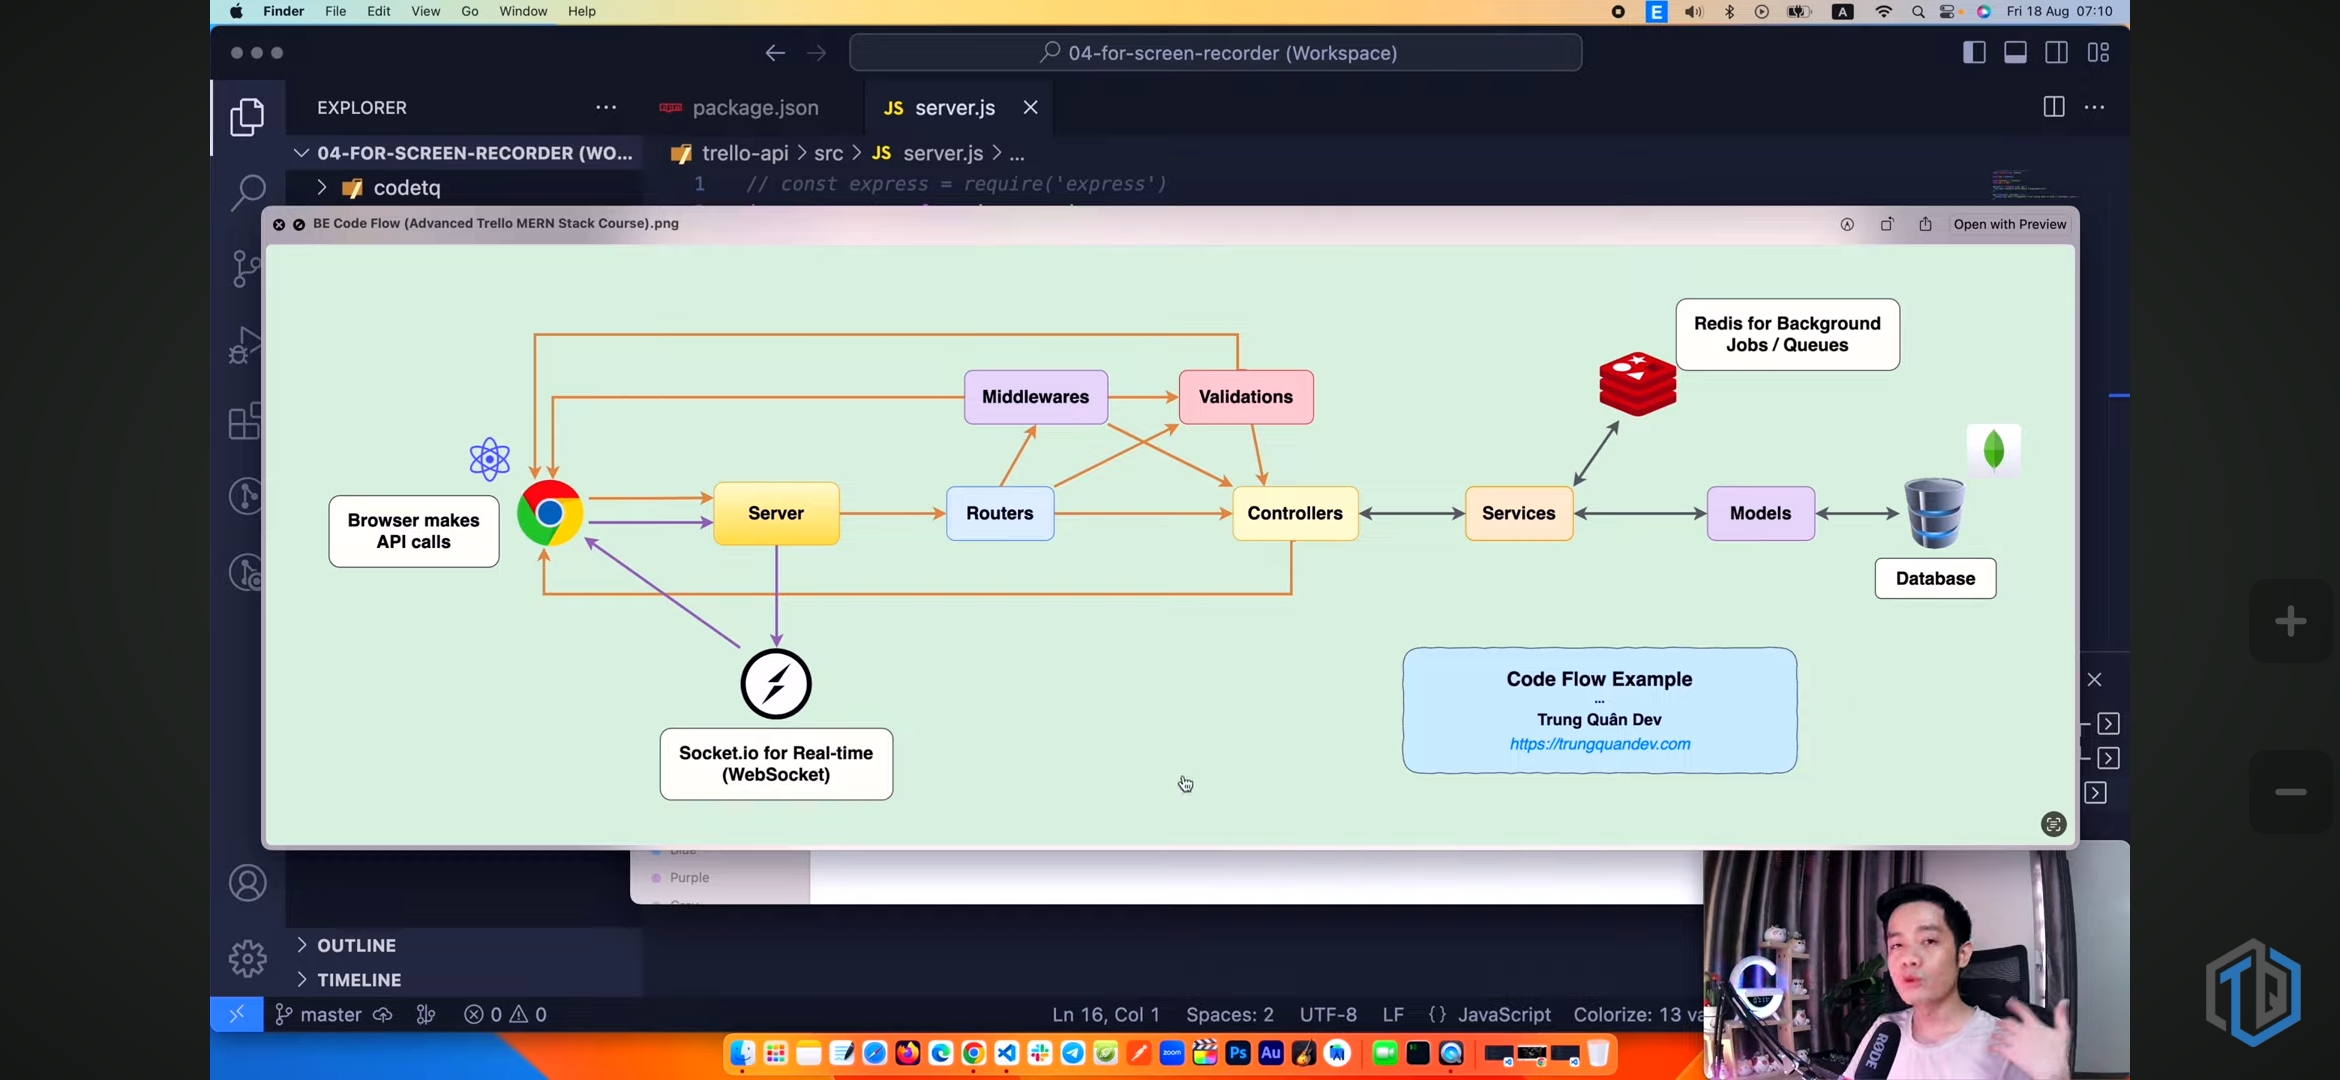 Finder File Edit View Go Window Help
E
A
Fri 18 Aug 07:10
04-for-screen-recorder (Workspace)
EXPLORER
package.json
JS server.js
04-FOR-SCREEN-RECORDER (WO...
trello-api > src > JS server.js > ...
codetq
1 // const express = require('express')
BE Code Flow (Advanced Trello MERN Stack Course).png
Open with Preview
Redis for Background
Jobs / Queues
Middlewares
Validations
Browser makes
API calls
Server
Routers
Controllers
Services
Models
Database
Socket.io for Real-time
(WebSocket)
Code Flow Example
...
Trung Quân Dev
https://trungquandev.com
Purple
OUTLINE
TIMELINE
master
0 0
Ln 16, Col 1 Spaces: 2 UTF-8 LF {} JavaScript Colorize: 13 va
zoom
Ps
Au
RØDE